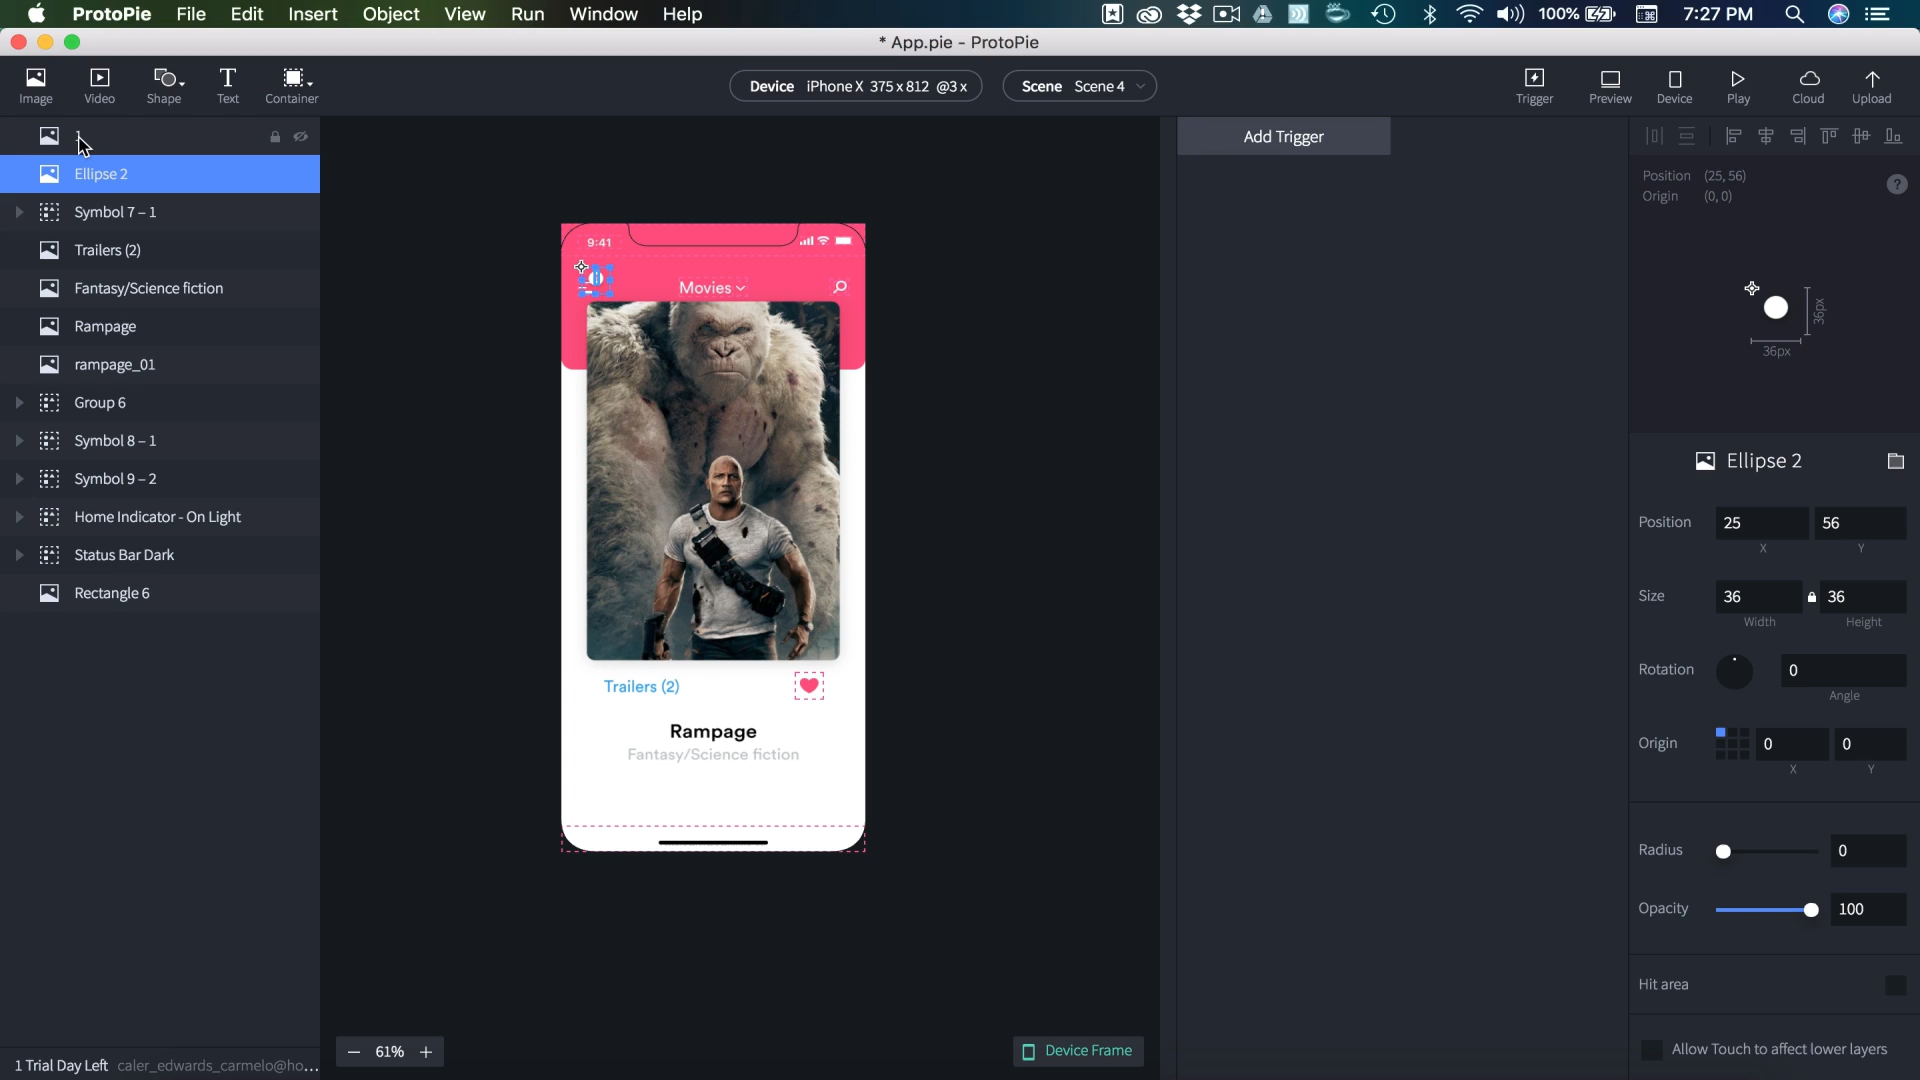 ProtoPie File Edit Insert Object View Run Window Help 100% 7:27 PM
* App.pie - ProtoPie
Image Video Shape Text Container
Device iPhone X 375 x 812 @3 x Scene Scene 4
Trigger Preview Device Play Cloud Upload
1
Ellipse 2
Symbol 7 – 1
Trailers (2)
Fantasy/Science fiction
Rampage
rampage_01
Group 6
Symbol 8 – 1
Symbol 9 – 2
Home Indicator - On Light
Status Bar Dark
Rectangle 6
1 Trial Day Left caler_edwards_carmelo@ho...
9:41
Movies
Trailers (2)
Rampage
Fantasy/Science fiction
61%
Device Frame
Add Trigger
Position (25, 56)
Origin (0, 0)
?
36px
36px
Ellipse 2
Position 25 56
X Y
Size 36 36
Width Height
Rotation 0
Angle
Origin 0 0
X Y
Radius 0
Opacity 100
Hit area
Allow Touch to affect lower layers